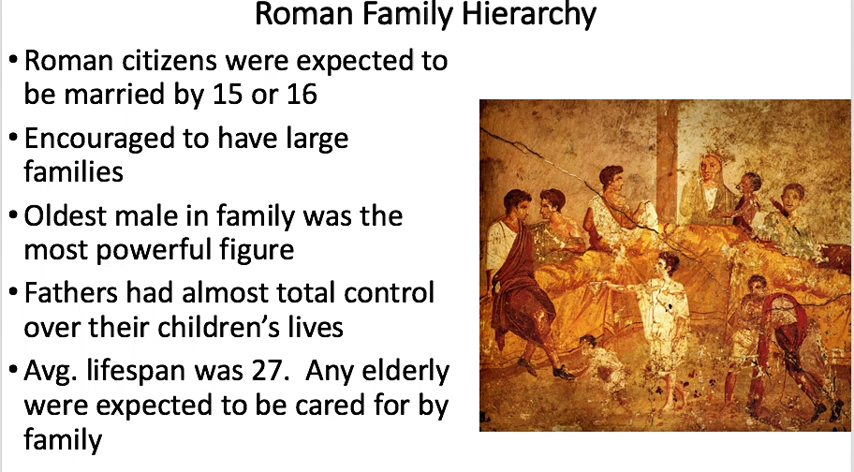 Roman Family Hierarchy
• Roman citizens were expected to
be married by 15 or 16
• Encouraged to have large
families
• Oldest male in family was the
most powerful figure
• Fathers had almost total control
over their children's lives
• Avg. lifespan was 27.  Any elderly
were expected to be cared for by
family